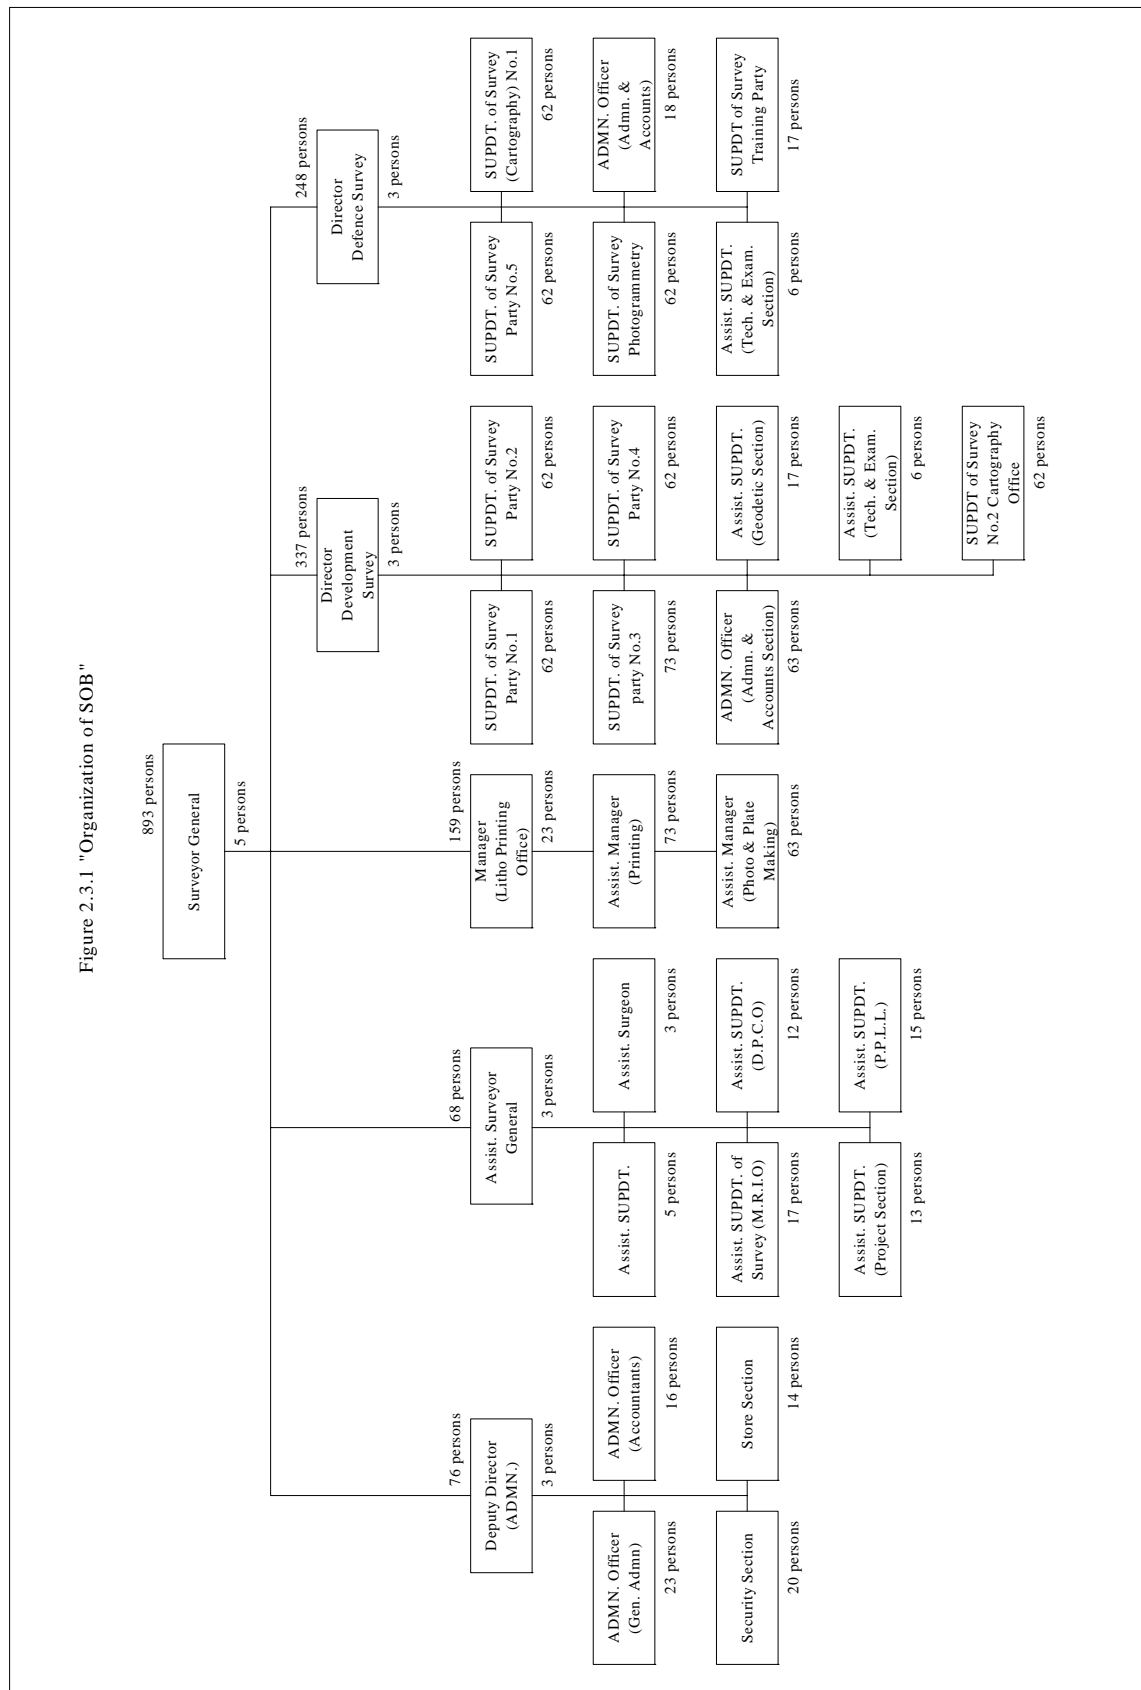 Figure 2.3.1 "Organization of SOB"
893 persons
Surveyor General
5 persons
76 persons
Deputy Director
(ADMN.)
3 persons
ADMN. Officer
(Gen. Admn)
23 persons
ADMN. Officer
(Accountants)
16 persons
Security Section
20 persons
Store Section
14 persons
68 persons
Assist. Surveyor
General
3 persons
Assist. SUPDT.
5 persons
Assist. Surgeon
3 persons
Assist. SUPDT. of
Survey (M.R.I.O)
17 persons
Assist. SUPDT.
(D.P.C.O)
12 persons
Assist. SUPDT.
(Project Section)
13 persons
Assist. SUPDT.
(P.P.L.L.)
15 persons
159 persons
Manager
(Litho Printing
Office)
23 persons
Assist. Manager
(Printing)
73 persons
Assist. Manager
(Photo & Plate
Making)
63 persons
337 persons
Director
Development
Survey
3 persons
SUPDT. of Survey
Party No.1
62 persons
SUPDT. of Survey
Party No.2
62 persons
SUPDT. of Survey
party No.3
73 persons
SUPDT. of Survey
Party No.4
62 persons
ADMN. Officer
(Admn. &
Accounts Section)
63 persons
Assist. SUPDT.
(Geodetic Section)
17 persons
Assist. SUPDT.
(Tech. & Exam.
Section)
6 persons
SUPDT of Survey
No.2 Cartography
Office
62 persons
248 persons
Director
Defence Survey
3 persons
SUPDT. of Survey
Party No.5
62 persons
SUPDT. of Survey
(Cartography) No.1
62 persons
SUPDT. of Survey
Photogrammetry
62 persons
ADMN. Officer
(Admn. &
Accounts)
18 persons
Assist. SUPDT.
(Tech. & Exam.
Section)
6 persons
SUPDT of Survey
Training Party
17 persons